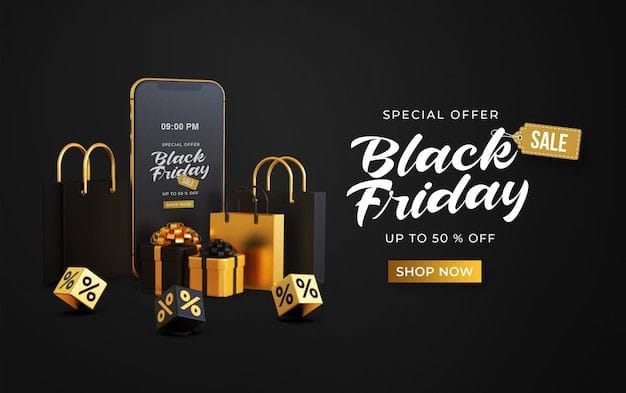 09:00 PM
SPECIAL OFFER
Black
Friday
SALE
UP TO 50 % OFF
SHOP NOW
%
%
%
%
%
%
SPECIAL OFFER
Black
SALE
Friday
UP TO 50 % OFF
SHOP NOW